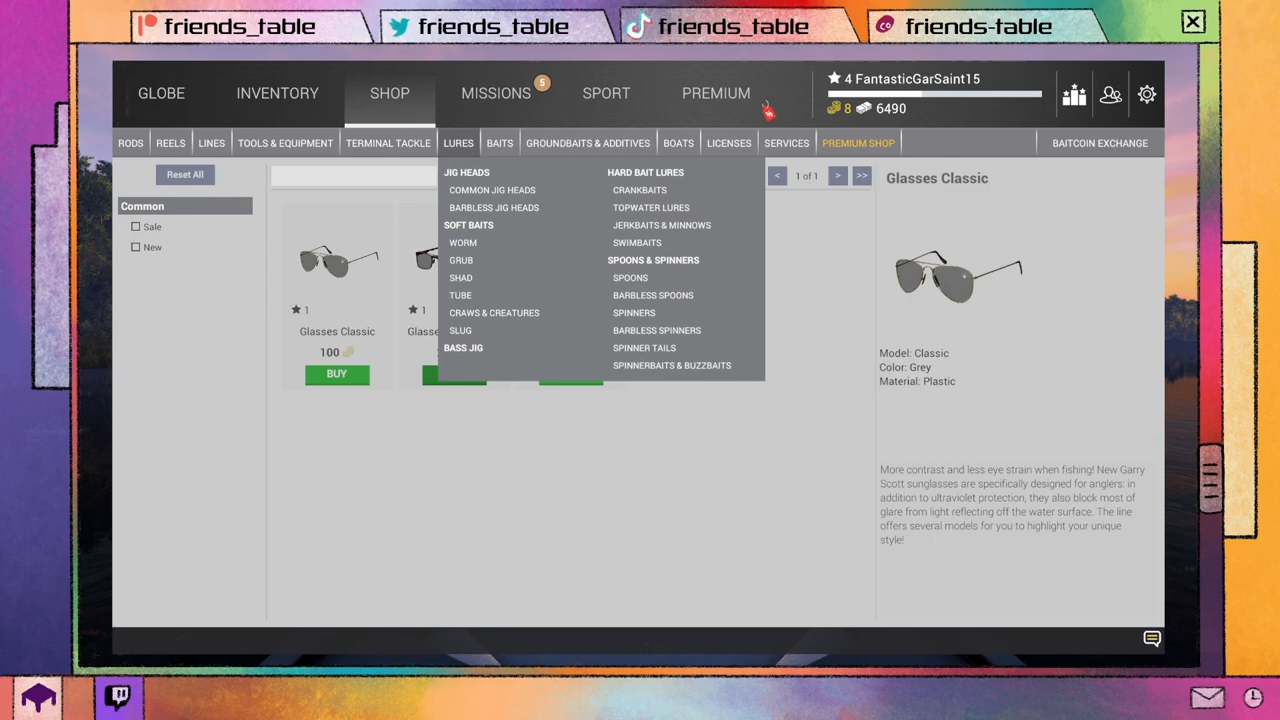 friends_table
friends_table
friends_table
friends-table
GLOBE
INVENTORY
SHOP
MISSIONS
5
SPORT
PREMIUM
4 FantasticGarSaint15
8
6490
RODS
REELS
LINES
TOOLS & EQUIPMENT
TERMINAL TACKLE
LURES
BAITS
GROUNDBAITS & ADDITIVES
BOATS
LICENSES
SERVICES
PREMIUM SHOP
BAITCOIN EXCHANGE
Reset All
Common
Sale
New
JIG HEADS
COMMON JIG HEADS
BARBLESS JIG HEADS
SOFT BAITS
WORM
GRUB
SHAD
TUBE
CRAWS & CREATURES
SLUG
BASS JIG
HARD BAIT LURES
CRANKBAITS
TOPWATER LURES
JERKBAITS & MINNOWS
SWIMBAITS
SPOONS & SPINNERS
SPOONS
BARBLESS SPOONS
SPINNERS
BARBLESS SPINNERS
SPINNER TAILS
SPINNERBAITS & BUZZBAITS
1
Glasses Classic
100
BUY
1
<
1 of 1
>
>>
Glasses Classic
Model: Classic
Color: Grey
Material: Plastic
More contrast and less eye strain when fishing! New Garry
Scott sunglasses are specifically designed for anglers: in
addition to ultraviolet protection, they also block most of
glare from light reflecting off the water surface. The line
offers several models for you to highlight your unique
style!